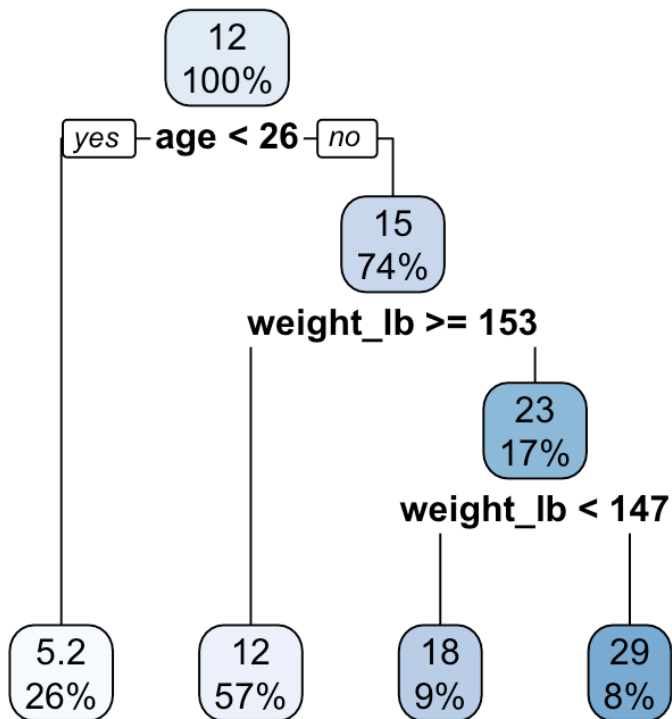 12
100%
yes age < 26 no
15
74%
weight_lb >= 153
23
17%
weight_lb < 147
5.2 12 18 29
26% 57% 9% 8%